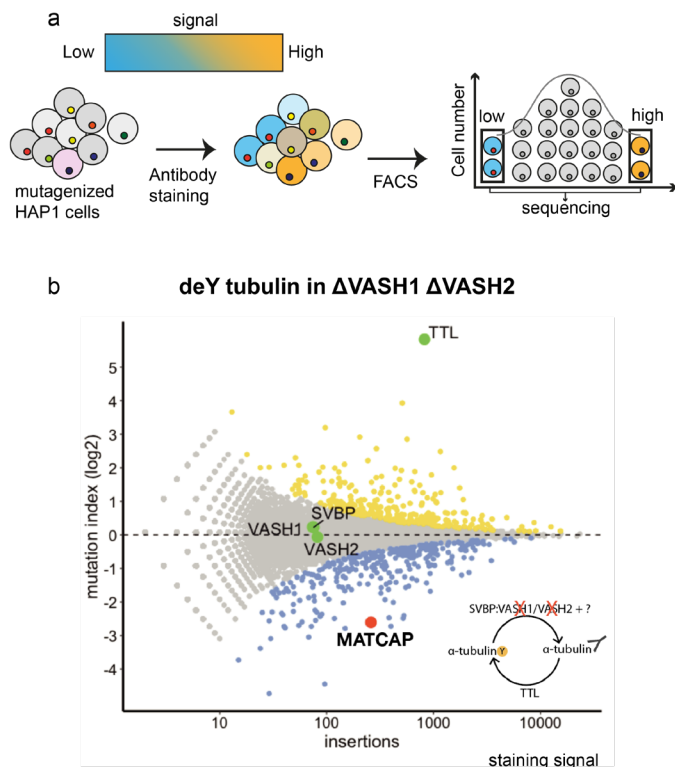 a
signal
Low
High
mutagenized
HAP1 cells
Antibody
staining
FACS
Cell number
low
high
sequencing
b
deY tubulin in ΔVASH1 ΔVASH2
mutation index (log2)
5
4
3
2
1
0
-1
-2
-3
-4
TTL
SVBP
VASH1
VASH2
MATCAP
SVBP:VASH1/VASH2 + ?
α-tubulin Y
α-tubulin
TTL
10
100
1000
10000
insertions
staining signal